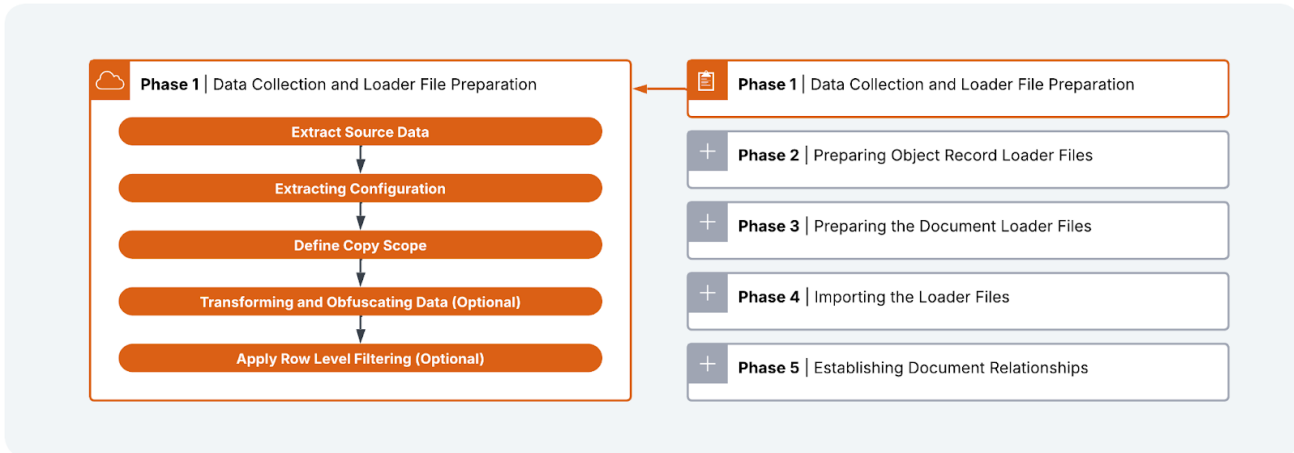 Phase 1 | Data Collection and Loader File Preparation
Extract Source Data
Extracting Configuration
Define Copy Scope
Transforming and Obfuscating Data (Optional)
Apply Row Level Filtering (Optional)
Phase 1 | Data Collection and Loader File Preparation
Phase 2 | Preparing Object Record Loader Files
Phase 3 | Preparing the Document Loader Files
Phase 4 | Importing the Loader Files
Phase 5 | Establishing Document Relationships